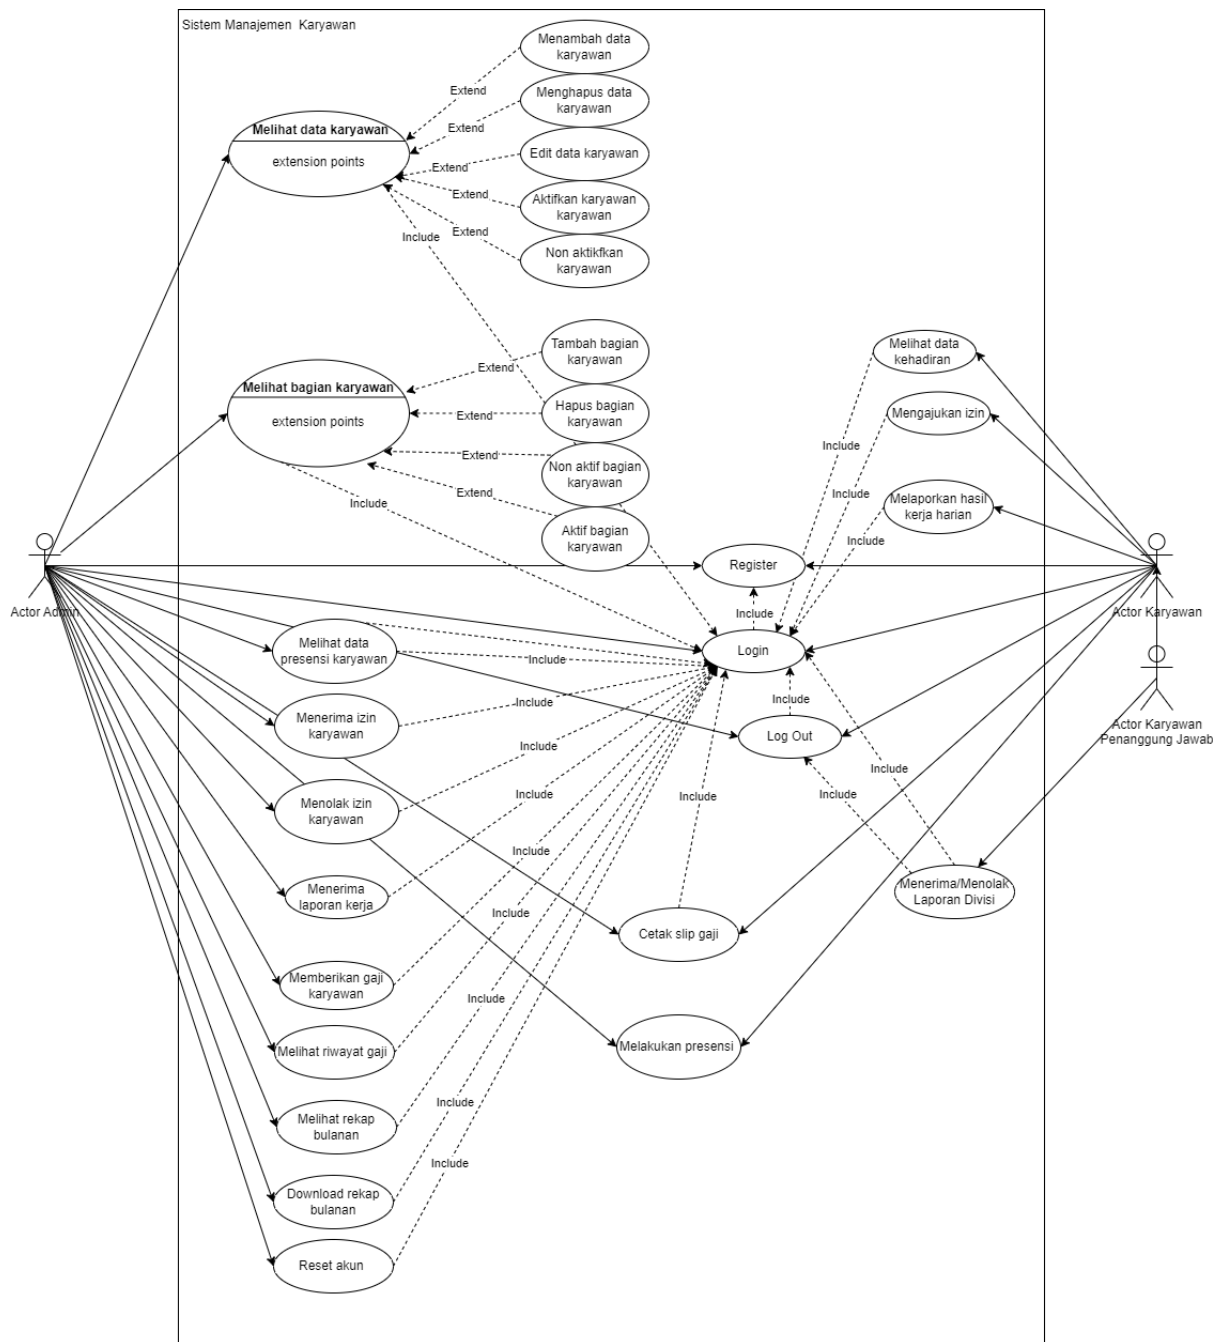 Sistem Manajemen Karyawan
Menambah data
karyawan
Extend
Menghapus data
karyawan
Extend
Melihat data karyawan
extension points
Edit data karyawan
Extend
Aktifkan karyawan
karyawan
Extend
Non aktikfkan
karyawan
Extend
Include
Tambah bagian
karyawan
Extend
Melihat bagian karyawan
extension points
Hapus bagian
karyawan
Extend
Non aktif bagian
karyawan
Extend
Aktif bagian
karyawan
Extend
Include
Melihat data
kehadiran
Mengajukan izin
Include
Melaporkan hasil
kerja harian
Include
Include
Register
Include
Actor Admin
Actor Karyawan
Login
Melihat data
presensi karyawan
Include
Menerima izin
karyawan
Include
Log Out
Include
Actor Karyawan
Penanggung Jawab
Menolak izin
karyawan
Include
Include
Include
Include
Include
Menerima
laporan kerja
Menerima/Menolak
Laporan Divisi
Include
Cetak slip gaji
Include
Memberikan gaji
karyawan
Include
Melihat riwayat gaji
Melakukan presensi
Include
Melihat rekap
bulanan
Include
Download rekap
bulanan
Reset akun